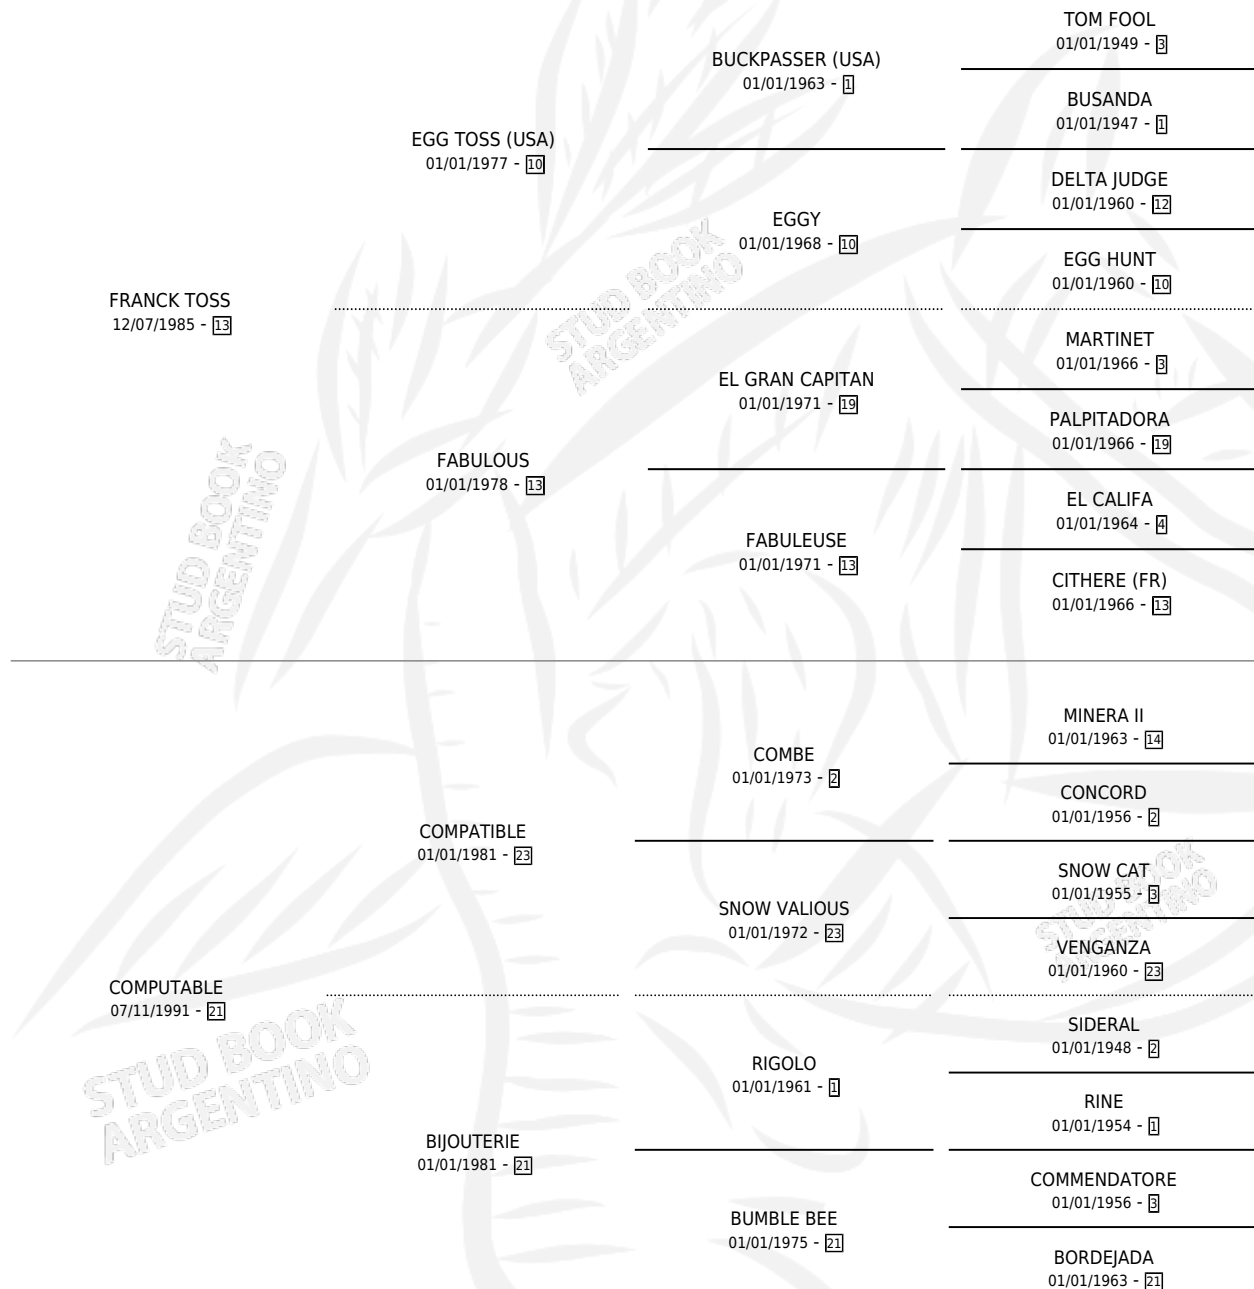 TOM FOOL
01/01/1949 - 3
BUCKPASSER (USA)
01/01/1963 - 1
BUSANDA
01/01/1947 - 1
EGG TOSS (USA)
01/01/1977 - 10
DELTA JUDGE
01/01/1960 - 12
EGGY
01/01/1968 - 10
EGG HUNT
01/01/1960 - 10
FRANCK TOSS
12/07/1985 - 13
MARTINET
01/01/1966 - 3
EL GRAN CAPITAN
01/01/1971 - 19
PALPITADORA
01/01/1966 - 19
FABULOUS
01/01/1978 - 13
EL CALIFA
01/01/1964 - 4
FABULEUSE
01/01/1971 - 13
CITHERE (FR)
01/01/1966 - 13
MINERA II
01/01/1963 - 14
COMBE
01/01/1973 - 2
CONCORD
01/01/1956 - 2
COMPATIBLE
01/01/1981 - 23
SNOW CAT
01/01/1955 - 3
SNOW VALIOUS
01/01/1972 - 23
VENGANZA
01/01/1960 - 23
COMPUTABLE
07/11/1991 - 21
SIDERAL
01/01/1948 - 2
RIGOLO
01/01/1961 - 1
RINE
01/01/1954 - 1
BIJOUTERIE
01/01/1981 - 21
COMMENDATORE
01/01/1956 - 3
BUMBLE BEE
01/01/1975 - 21
BORDEJADA
01/01/1963 - 21
STUD BOOK
ARGENTINO
STUD BOOK
ARGENTINO
STUD BOOK
ARGENTINO
STUD BOOK
ARGENTINO